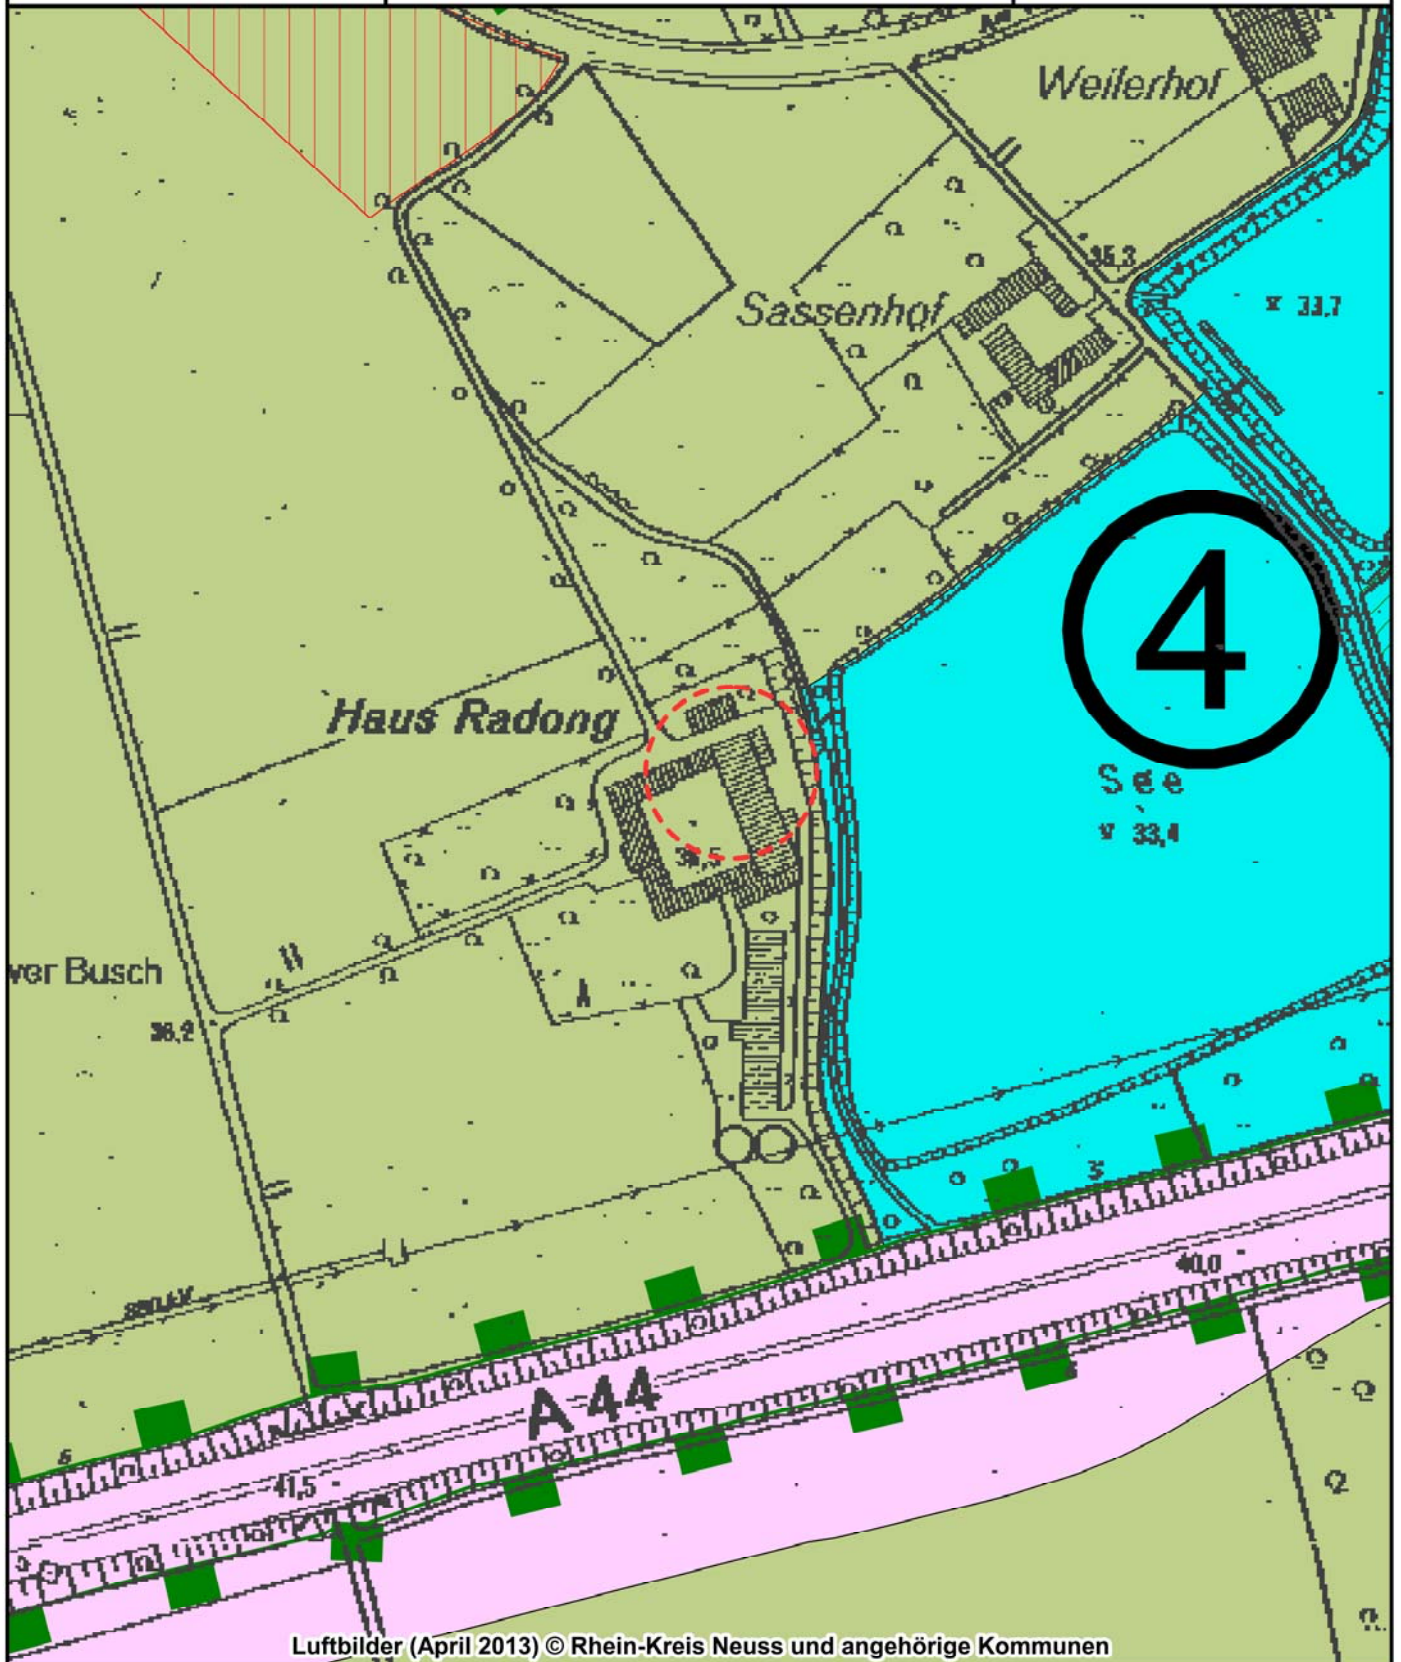 Weilerhof
35,3
Sassenhof
33,7
4
Haus Radong
See
33,4
ver Busch
36,2
40,0
A 44
41,5
Luftbilder (April 2013) © Rhein-Kreis Neuss und angehörige Kommunen